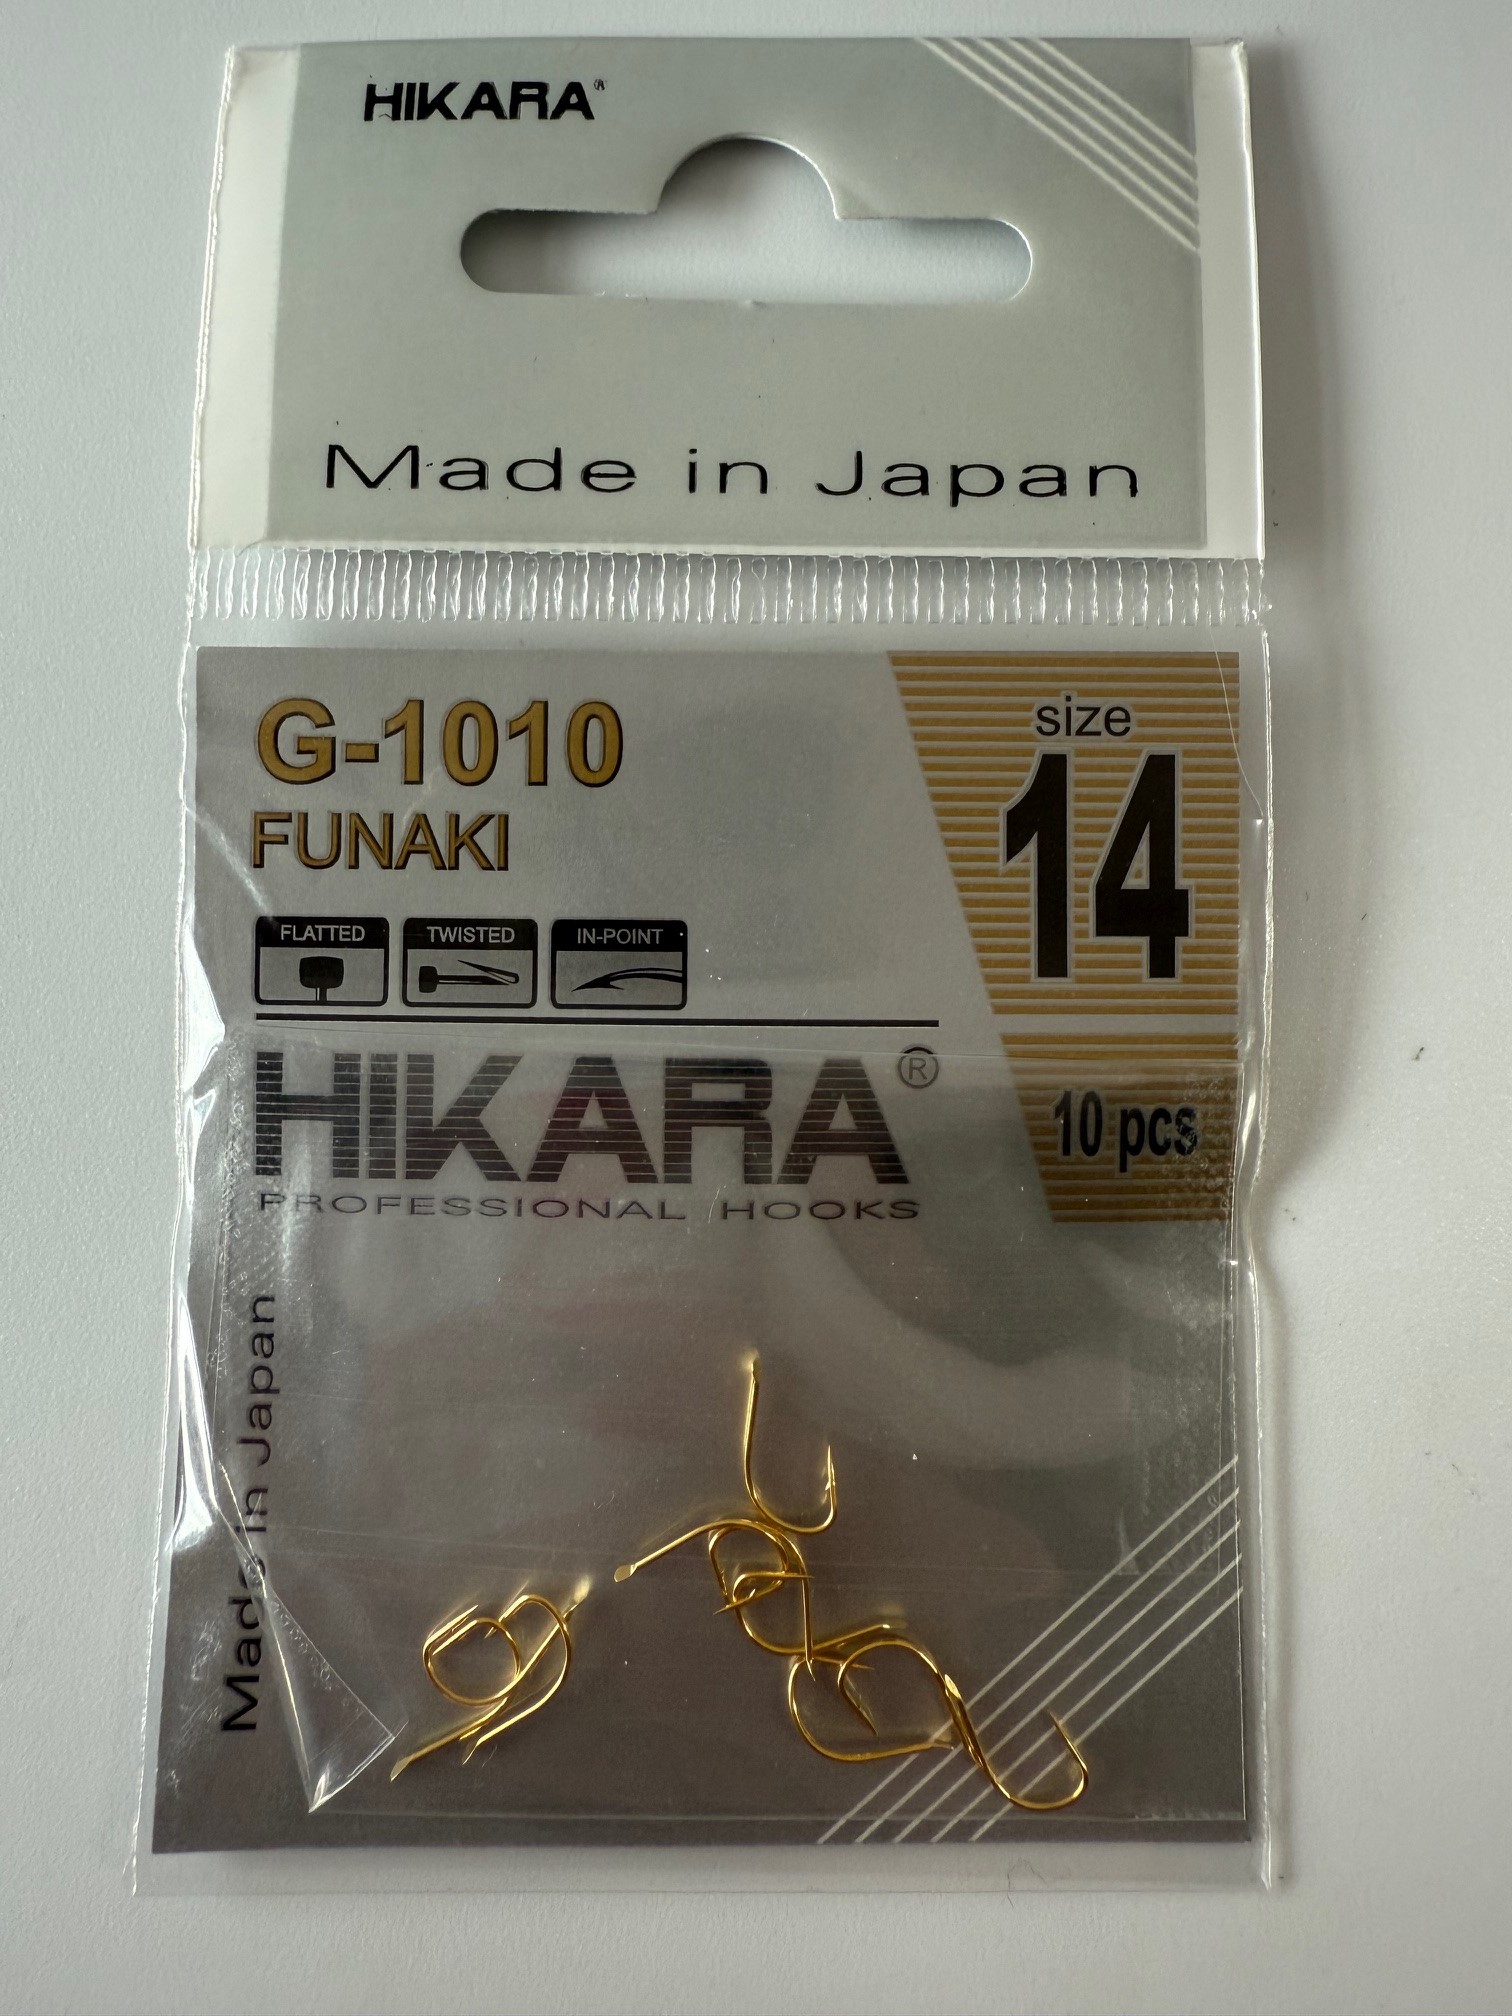 HIKARA®
Made in Japan
G-1010
FUNAKI
size
14
FLATTED
TWISTED
IN-POINT
HIKARA®
PROFESSIONAL HOOKS
10 pcs
Made in Japan